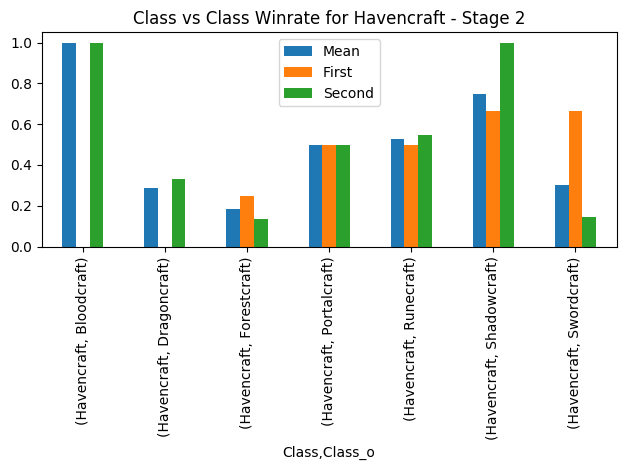 Class vs Class Winrate for Havencraft - Stage 2
Mean
First
Second
1.0
0.8
0.6
0.4
0.2
0.0
(Havencraft, Bloodcraft)
(Havencraft, Dragoncraft)
(Havencraft, Forestcraft)
(Havencraft, Portalcraft)
(Havencraft, Runecraft)
(Havencraft, Shadowcraft)
(Havencraft, Swordcraft)
Class,Class_o